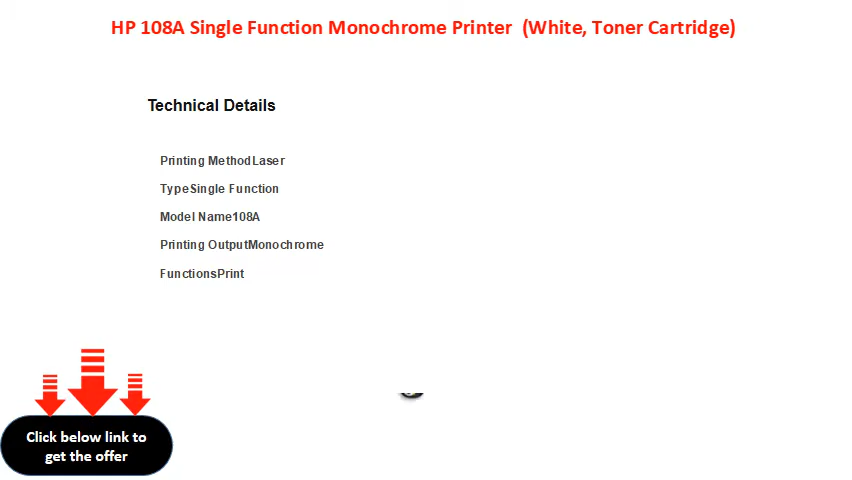 HP 108A Single Function Monochrome Printer  (White, Toner Cartridge)
Technical Details
Printing MethodLaser
TypeSingle Function
Model Name108A
Printing OutputMonochrome
FunctionsPrint
Click below link to
get the offer